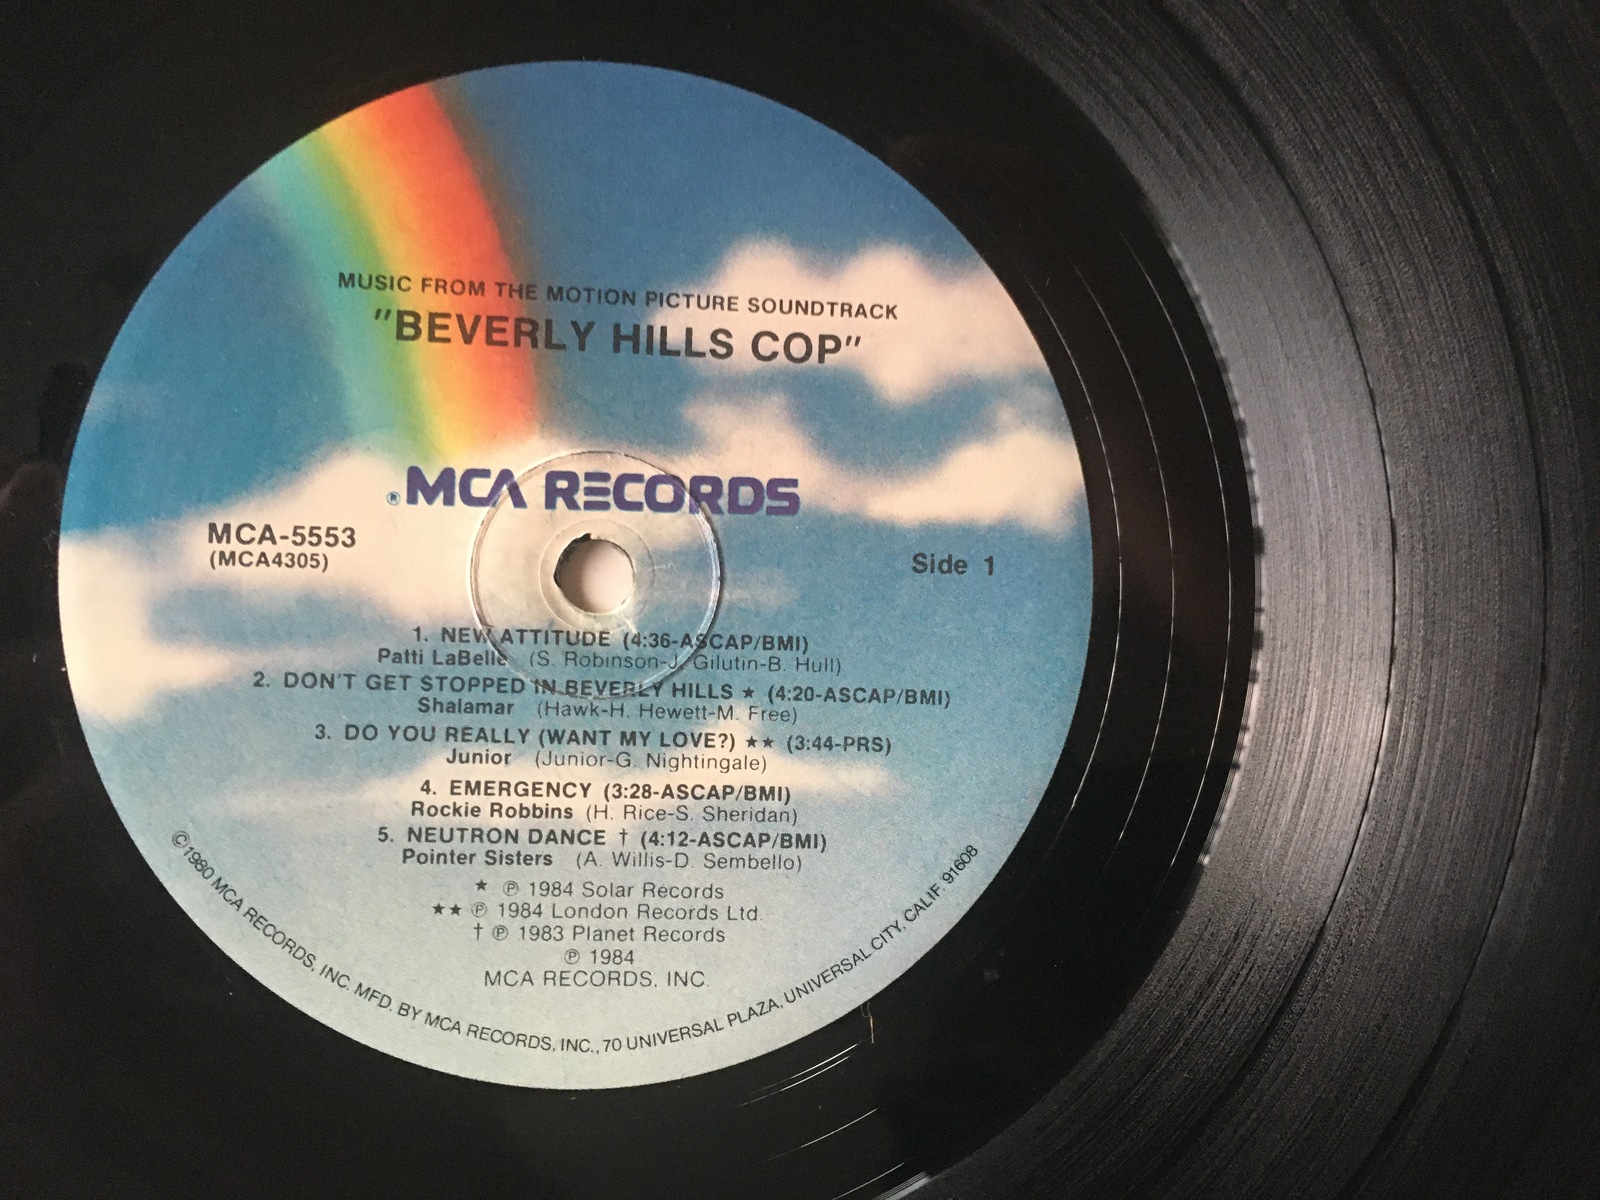 MUSIC FROM THE MOTION PICTURE SOUNDTRACK
"BEVERLY HILLS COP"
®MCA RECORDS
MCA-5553
(MCA4305)
Side 1
1. NEW ATTITUDE (4:36-ASCAP/BMI)
Patti LaBelle (S. Robinson-J. Gilutin-B. Hull)
2. DON'T GET STOPPED IN BEVERLY HILLS ★ (4:20-ASCAP/BMI)
Shalamar (Hawk-H. Hewett-M. Free)
3. DO YOU REALLY (WANT MY LOVE?) ★★ (3:44-PRS)
Junior (Junior-G. Nightingale)
4. EMERGENCY (3:28-ASCAP/BMI)
Rockie Robbins (H. Rice-S. Sheridan)
5. NEUTRON DANCE † (4:12-ASCAP/BMI)
Pointer Sisters (A. Willis-D. Sembello)
★ ℗ 1984 Solar Records
★★ ℗ 1984 London Records Ltd.
† ℗ 1983 Planet Records
℗ 1984
MCA RECORDS, INC.
©1980 MCA RECORDS, INC. MFD. BY MCA RECORDS, INC., 70 UNIVERSAL PLAZA, UNIVERSAL CITY, CALIF. 91608